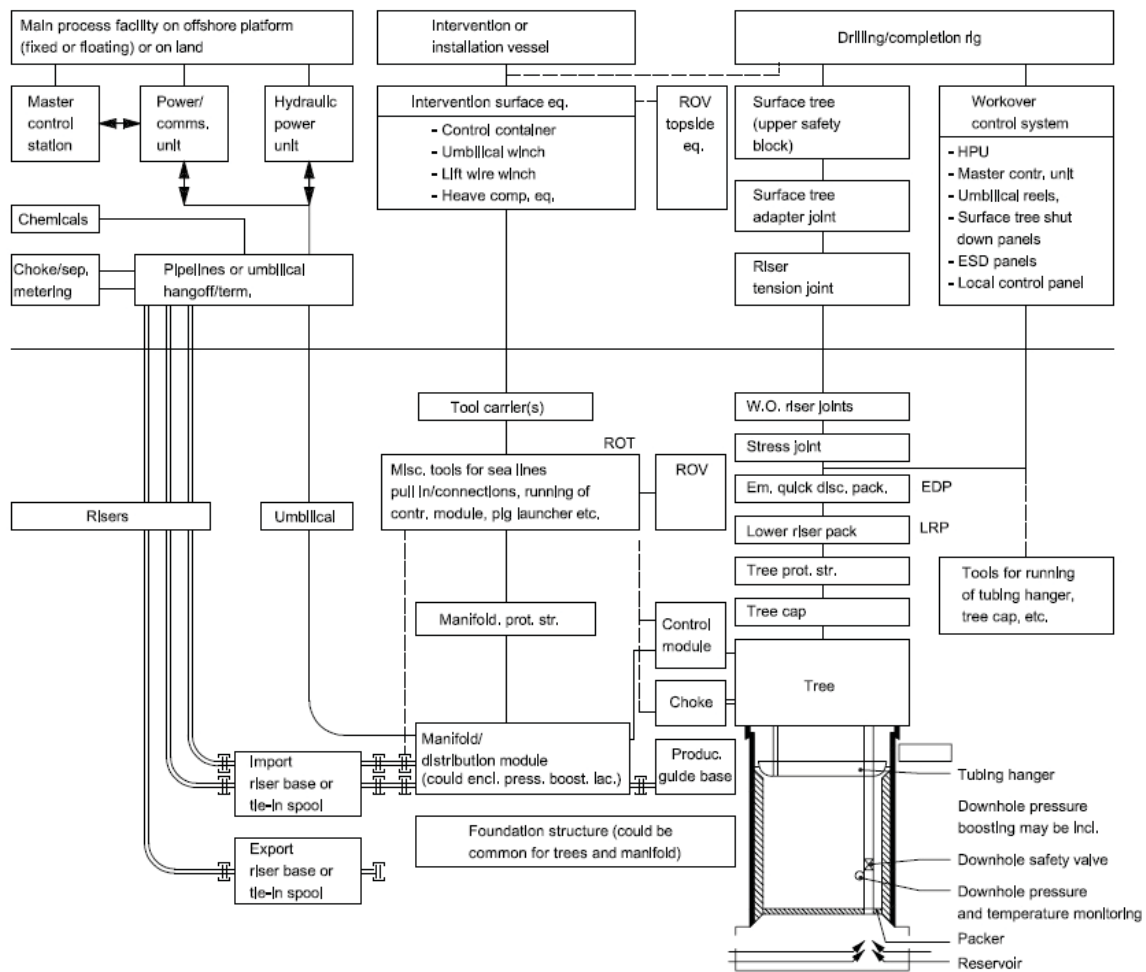 Main process facility on offshore platform
(fixed or floating) or on land
Intervention or
installation vessel
Drilling/completion rig
Master
control
station
Power/
comms.
unit
Hydraulic
power
unit
Intervention surface eq.
- Control container
- Umbilical winch
- Lift wire winch
- Heave comp. eq.
ROV
topside
eq.
Surface tree
(upper safety
block)
Workover
control system
- HPU
- Master contr. unit
- Umbilical reels,
- Surface tree shut
down panels
- ESD panels
- Local control panel
Surface tree
adapter joint
Riser
tension joint
Chemicals
Choke/sep.
metering
Pipelines or umbilical
hangoff/term.
Tool carrier(s)
W.O. riser joints
ROT
Stress joint
Misc. tools for sea lines
pull in/connections, running of
contr. module, pig launcher etc.
ROV
Em. quick disc. pack.
EDP
Risers
Umbilical
Lower riser pack
LRP
Tree prot. str.
Tools for running
of tubing hanger,
tree cap, etc.
Manifold. prot. str.
Control
module
Tree cap
Tree
Choke
Manifold/
distribution module
(could encl. press. boost. lac.)
Produc.
guide base
Import
riser base or
tie-in spool
Foundation structure (could be
common for trees and manifold)
Export
riser base or
tie-in spool
Tubing hanger
Downhole pressure
boosting may be incl.
Downhole safety valve
Downhole pressure
and temperature monitoring
Packer
Reservoir